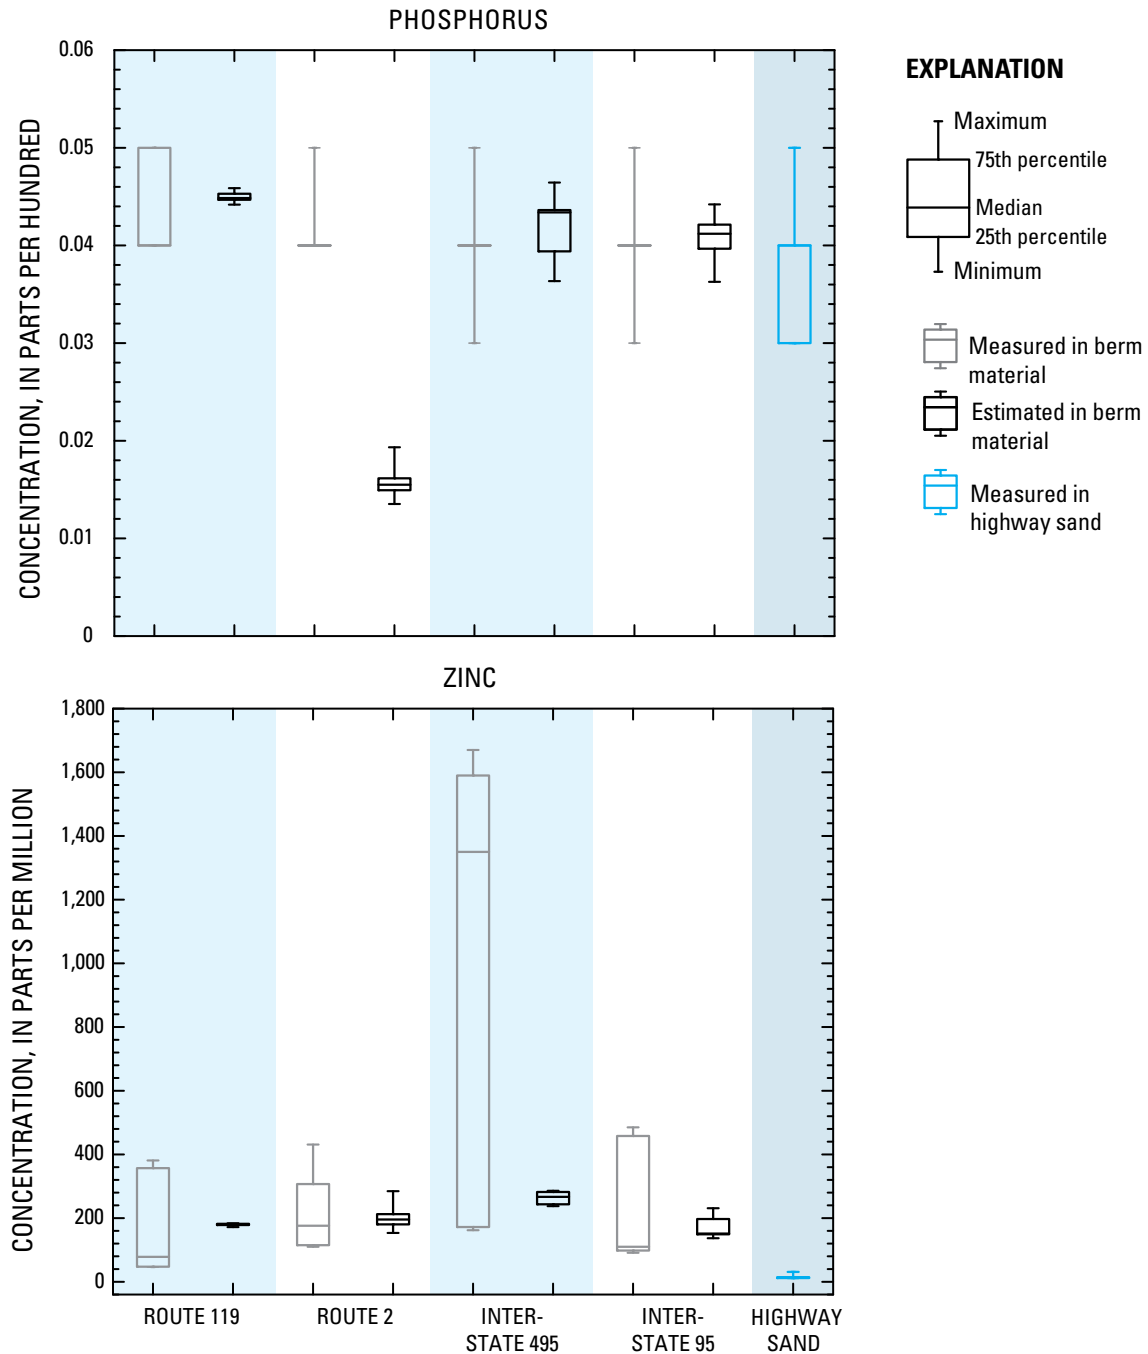 PHOSPHORUS
CONCENTRATION, IN PARTS PER HUNDRED
0.06
0.05
0.04
0.03
0.02
0.01
0
EXPLANATION
Maximum
75th percentile
Median
25th percentile
Minimum
Measured in berm
material
Estimated in berm
material
Measured in
highway sand
ZINC
CONCENTRATION, IN PARTS PER MILLION
1,800
1,600
1,400
1,200
1,000
800
600
400
200
0
ROUTE 119
ROUTE 2
INTER-
STATE 495
INTER-
STATE 95
HIGHWAY
SAND